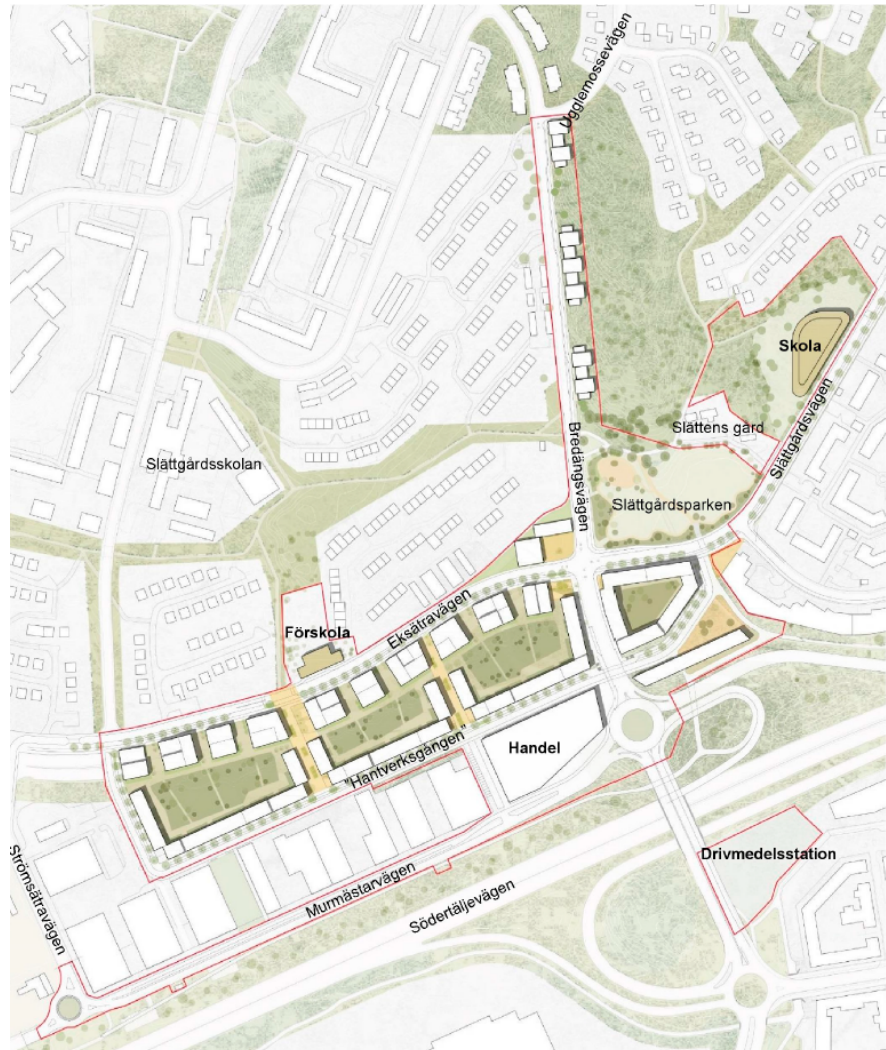 Ugglemossevägen
Skola
Slättgårdsvägen
Slättens gård
Bredängsvägen
Slättgårdsskolan
Slättgårdsparken
Eksätravägen
Förskola
"Hantverksgången"
Handel
Strömsätravägen
Murmästarvägen
Drivmedelsstation
Södertäljevägen